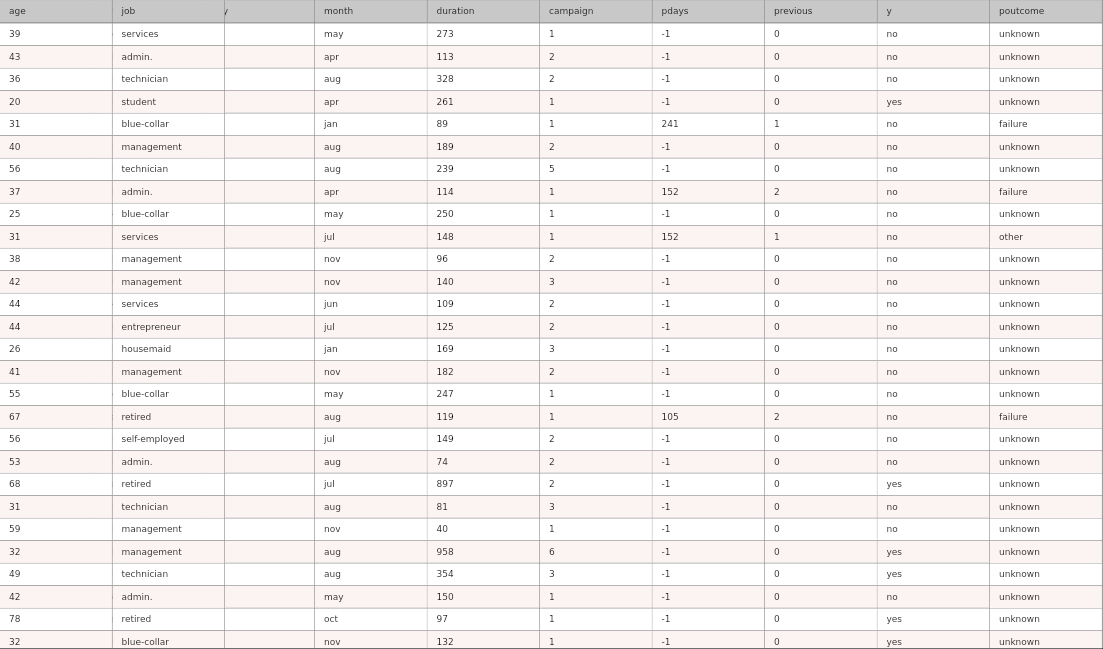 age job y month duration campaign pdays previous y poutcome
39 services may 273 1 -1 0 no unknown
43 admin. apr 113 2 -1 0 no unknown
36 technician aug 328 2 -1 0 no unknown
20 student apr 261 1 -1 0 yes unknown
31 blue-collar jan 89 1 241 1 no failure
40 management aug 189 2 -1 0 no unknown
56 technician aug 239 5 -1 0 no unknown
37 admin. apr 114 1 152 2 no failure
25 blue-collar may 250 1 -1 0 no unknown
31 services jul 148 1 152 1 no other
38 management nov 96 2 -1 0 no unknown
42 management nov 140 3 -1 0 no unknown
44 services jun 109 2 -1 0 no unknown
44 entrepreneur jul 125 2 -1 0 no unknown
26 housemaid jan 169 3 -1 0 no unknown
41 management nov 182 2 -1 0 no unknown
55 blue-collar may 247 1 -1 0 no unknown
67 retired aug 119 1 105 2 no failure
56 self-employed jul 149 2 -1 0 no unknown
53 admin. aug 74 2 -1 0 no unknown
68 retired jul 897 2 -1 0 yes unknown
31 technician aug 81 3 -1 0 no unknown
59 management nov 40 1 -1 0 no unknown
32 management aug 958 6 -1 0 yes unknown
49 technician aug 354 3 -1 0 yes unknown
42 admin. may 150 1 -1 0 no unknown
78 retired oct 97 1 -1 0 yes unknown
32 blue-collar nov 132 1 -1 0 yes unknown